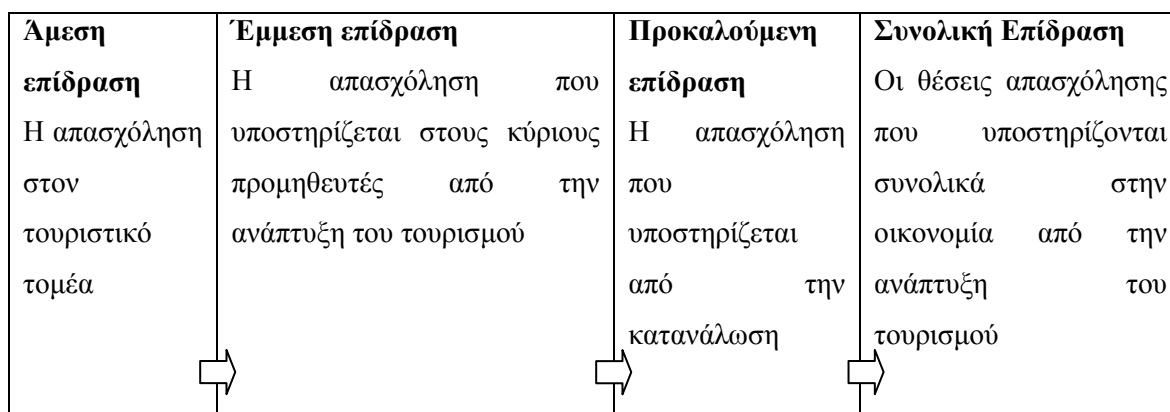 Άμεση
επίδραση
Η απασχόληση
στον
τουριστικό
τομέα
Έμμεση επίδραση
Η απασχόληση που
υποστηρίζεται στους κύριους
προμηθευτές από την
ανάπτυξη του τουρισμού
Προκαλούμενη
επίδραση
Η απασχόληση
που
υποστηρίζεται
από την
κατανάλωση
Συνολική Επίδραση
Οι θέσεις απασχόλησης
που υποστηρίζονται
συνολικά στην
οικονομία από την
ανάπτυξη του
τουρισμού